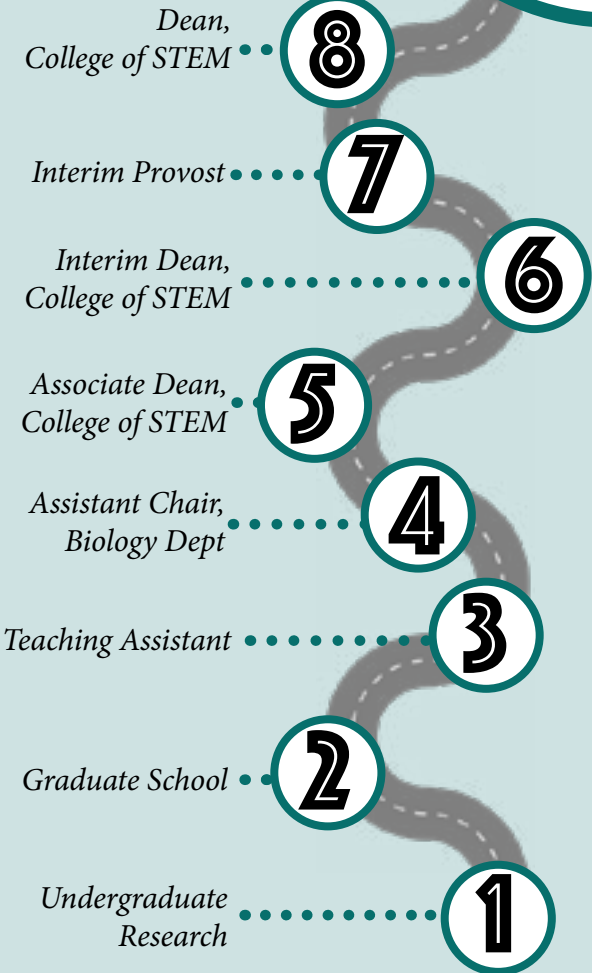 Dean,
College of STEM
8
Interim Provost
7
Interim Dean,
College of STEM
6
Associate Dean,
College of STEM
5
Assistant Chair,
Biology Dept
4
Teaching Assistant
3
Graduate School
2
Undergraduate
Research
1